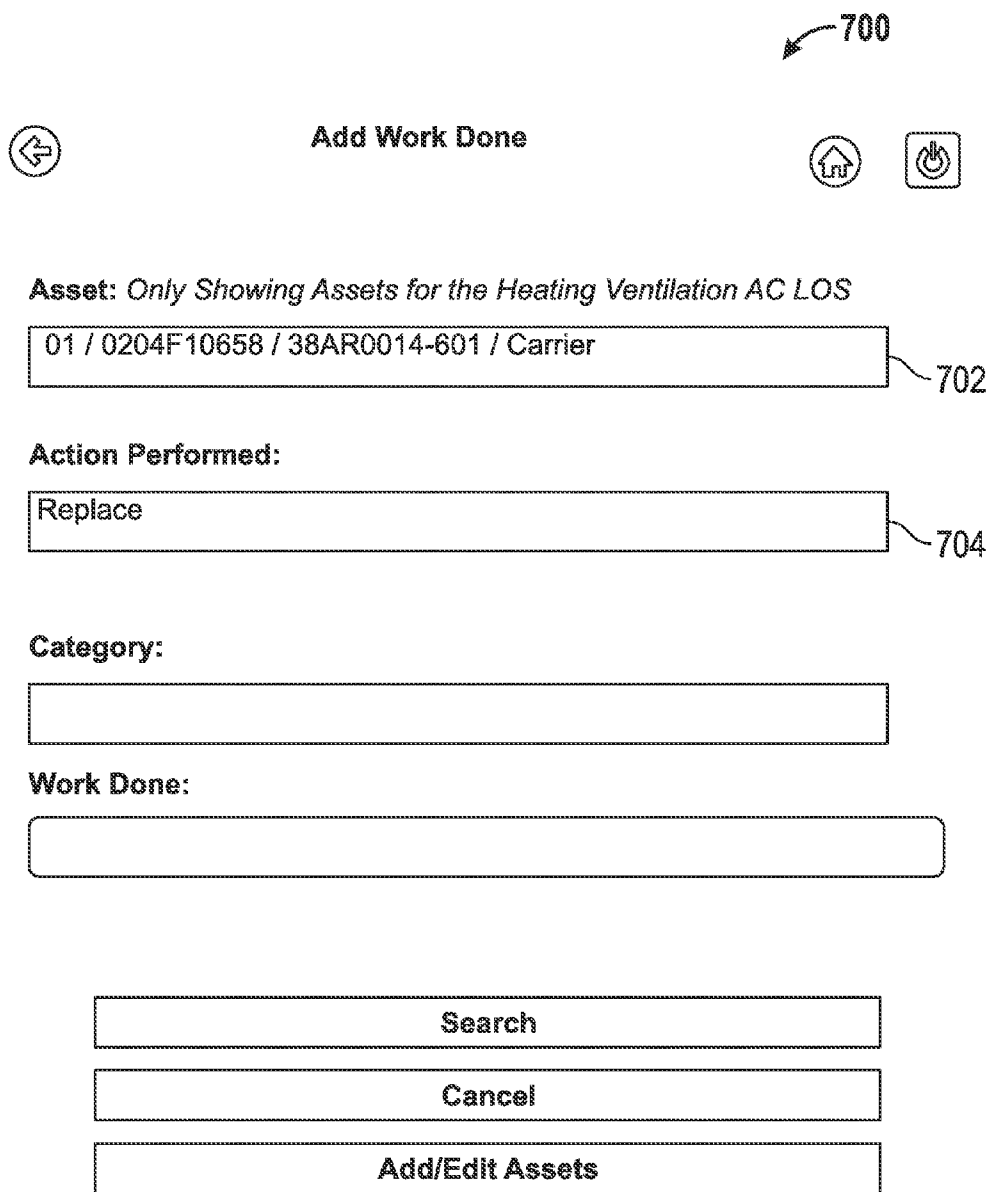 700
Add Work Done
Asset: Only Showing Assets for the Heating Ventilation AC LOS
01 / 0204F10658 / 38AR0014-601 / Carrier
702
Action Performed:
Replace
704
Category:
Work Done:
Search
Cancel
Add/Edit Assets